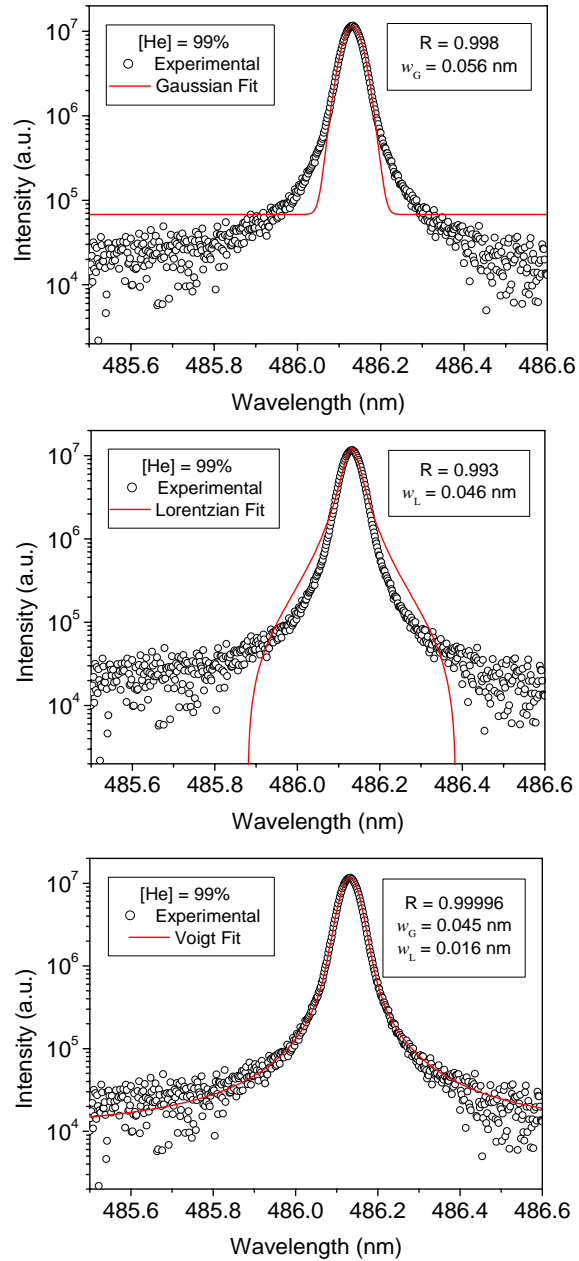 [He] = 99%
Experimental
Gaussian Fit
R = 0.998
w_G = 0.056 nm
10^7
10^6
10^5
10^4
Intensity (a.u.)
485.6 485.8 486.0 486.2 486.4 486.6
Wavelength (nm)
[He] = 99%
Experimental
Lorentzian Fit
R = 0.993
w_L = 0.046 nm
10^7
10^6
10^5
10^4
Intensity (a.u.)
485.6 485.8 486.0 486.2 486.4 486.6
Wavelength (nm)
[He] = 99%
Experimental
Voigt Fit
R = 0.99996
w_G = 0.045 nm
w_L = 0.016 nm
10^7
10^6
10^5
10^4
Intensity (a.u.)
485.6 485.8 486.0 486.2 486.4 486.6
Wavelength (nm)